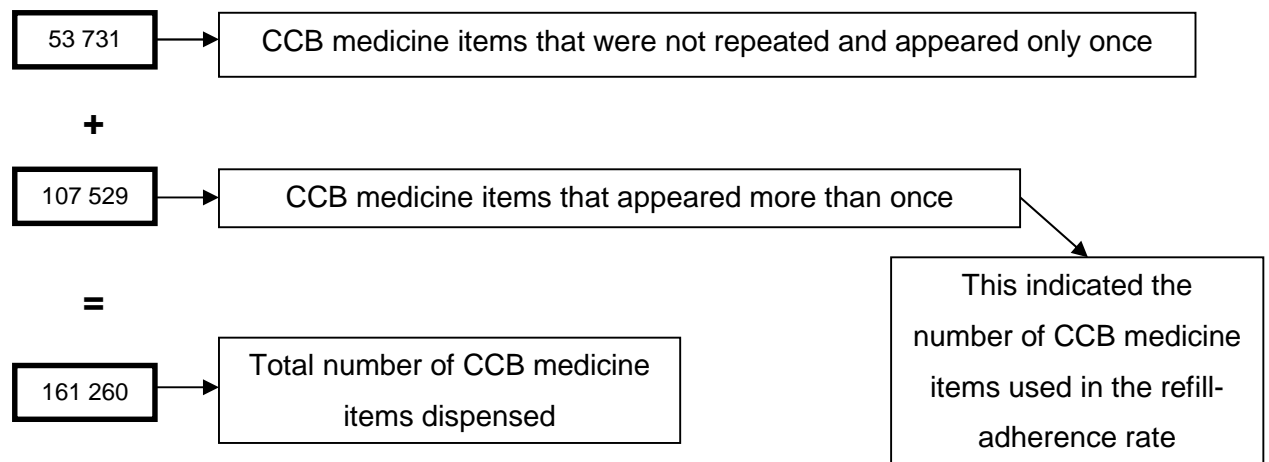 53 731
CCB medicine items that were not repeated and appeared only once
+
107 529
CCB medicine items that appeared more than once
=
This indicated the
number of CCB medicine
items used in the refill-
adherence rate
161 260
Total number of CCB medicine
items dispensed